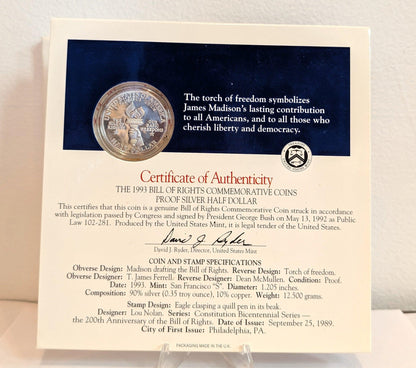 The torch of freedom symbolizes
James Madison's lasting contribution
to all Americans, and to all those who
cherish liberty and democracy.
Certificate of Authenticity
THE 1993 BILL OF RIGHTS COMMEMORATIVE COINS
PROOF SILVER HALF DOLLAR
This certifies that this coin is a genuine Bill of Rights Commemorative Coin struck in accordance
with legislation passed by Congress and signed by President George Bush on May 13, 1992 as Public
Law 102-281. Produced by the United States Mint, it is legal tender of the United States.
David J. Ryder
David J. Ryder, Director, United States Mint
COIN AND STAMP SPECIFICATIONS
Obverse Design: Madison drafting the Bill of Rights. Reverse Design: Torch of freedom.
Obverse Designer: T. James Ferrell. Reverse Designer: Dean McMullen. Condition: Proof.
Date: 1993. Mint: San Francisco "S". Diameter: 1.205 inches.
Composition: 90% silver (0.35 troy ounce), 10% copper. Weight: 12.500 grams.
Stamp Design: Eagle clasping a quill pen in its beak.
Designer: Lou Nolan. Series: Constitution Bicentennial Series—
the 200th Anniversary of the Bill of Rights. Date of Issue: September 25, 1989.
City of First Issue: Philadelphia, PA.
PACKAGING MADE IN THE U.K.